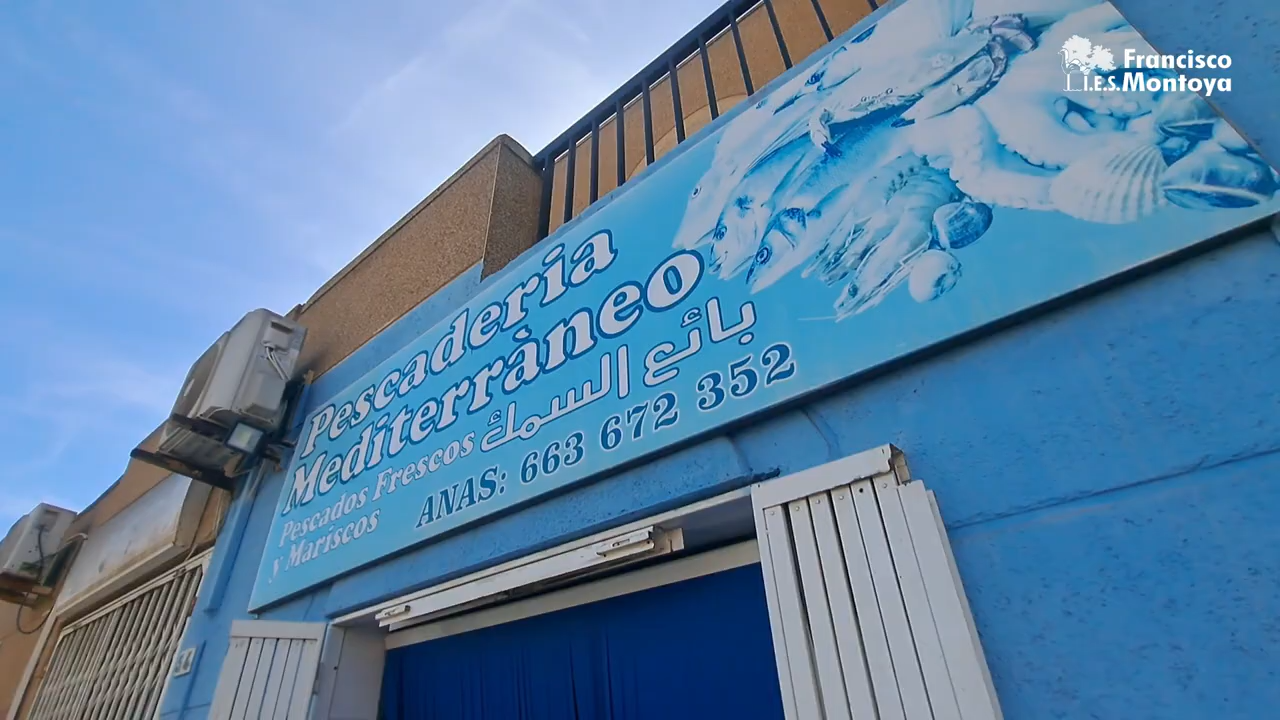 Francisco
I.E.S. Montoya
Pescaderia
Mediterràneo
Pescados Frescos
y Mariscos
بائع السمك
ANAS: 663 672 352